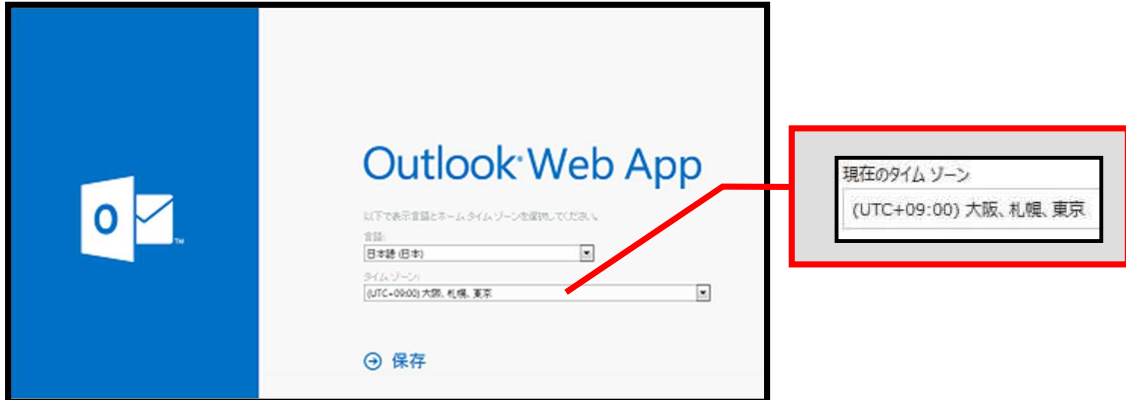 Outlook Web App
以下で表示言語とホーム タイム ゾーンを選択してください。
言語:
日本語 (日本)
タイム ゾーン:
(UTC+09:00) 大阪、札幌、東京
保存
現在のタイム ゾーン
(UTC+09:00) 大阪、札幌、東京